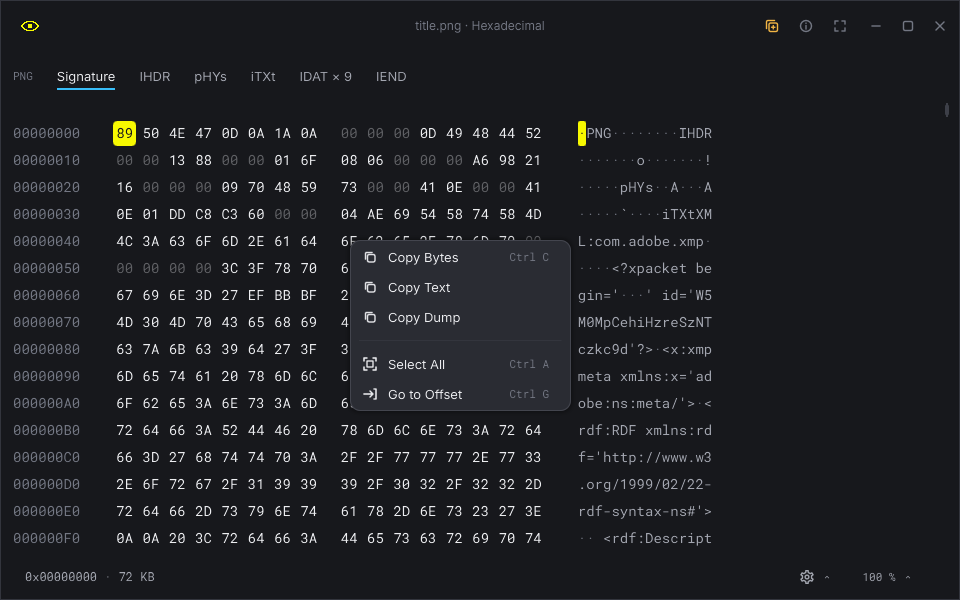 title.png · Hexadecimal
PNG Signature IHDR pHYs iTXt IDAT × 9 IEND
00000000 89 50 4E 47 0D 0A 1A 0A 00 00 00 0D 49 48 44 52 ·PNG········IHDR
00000010 00 00 13 88 00 00 01 6F 08 06 00 00 00 A6 98 21 ·······o·······!
00000020 16 00 00 00 09 70 48 59 73 00 00 41 0E 00 00 41 ·····pHYs··A···A
00000030 0E 01 DD C8 C3 60 00 00 04 AE 69 54 58 74 58 4D ·····`····iTXtXM
00000040 4C 3A 63 6F 6D 2E 61 64 L:com.adobe.xmp·
00000050 00 00 00 00 3C 3F 78 70 ····<?xpacket be
00000060 67 69 6E 3D 27 EF BB BF gin='···' id='W5
00000070 4D 30 4D 70 43 65 68 69 M0MpCehiHzreSzNT
00000080 63 7A 6B 63 39 64 27 3F czkc9d'?>·<x:xmp
00000090 6D 65 74 61 20 78 6D 6C meta xmlns:x='ad
000000A0 6F 62 65 3A 6E 73 3A 6D obe:ns:meta/'>·<
000000B0 72 64 66 3A 52 44 46 20 78 6D 6C 6E 73 3A 72 64 rdf:RDF xmlns:rd
000000C0 66 3D 27 68 74 74 70 3A 2F 2F 77 77 77 2E 77 33 f='http://www.w3
000000D0 2E 6F 72 67 2F 31 39 39 39 2F 30 32 2F 32 32 2D .org/1999/02/22-
000000E0 72 64 66 2D 73 79 6E 74 61 78 2D 6E 73 23 27 3E rdf-syntax-ns#'>
000000F0 0A 0A 20 3C 72 64 66 3A 44 65 73 63 72 69 70 74 ·· <rdf:Descript
Copy Bytes Ctrl C
Copy Text
Copy Dump
Select All Ctrl A
Go to Offset Ctrl G
0x00000000 · 72 KB 100 %